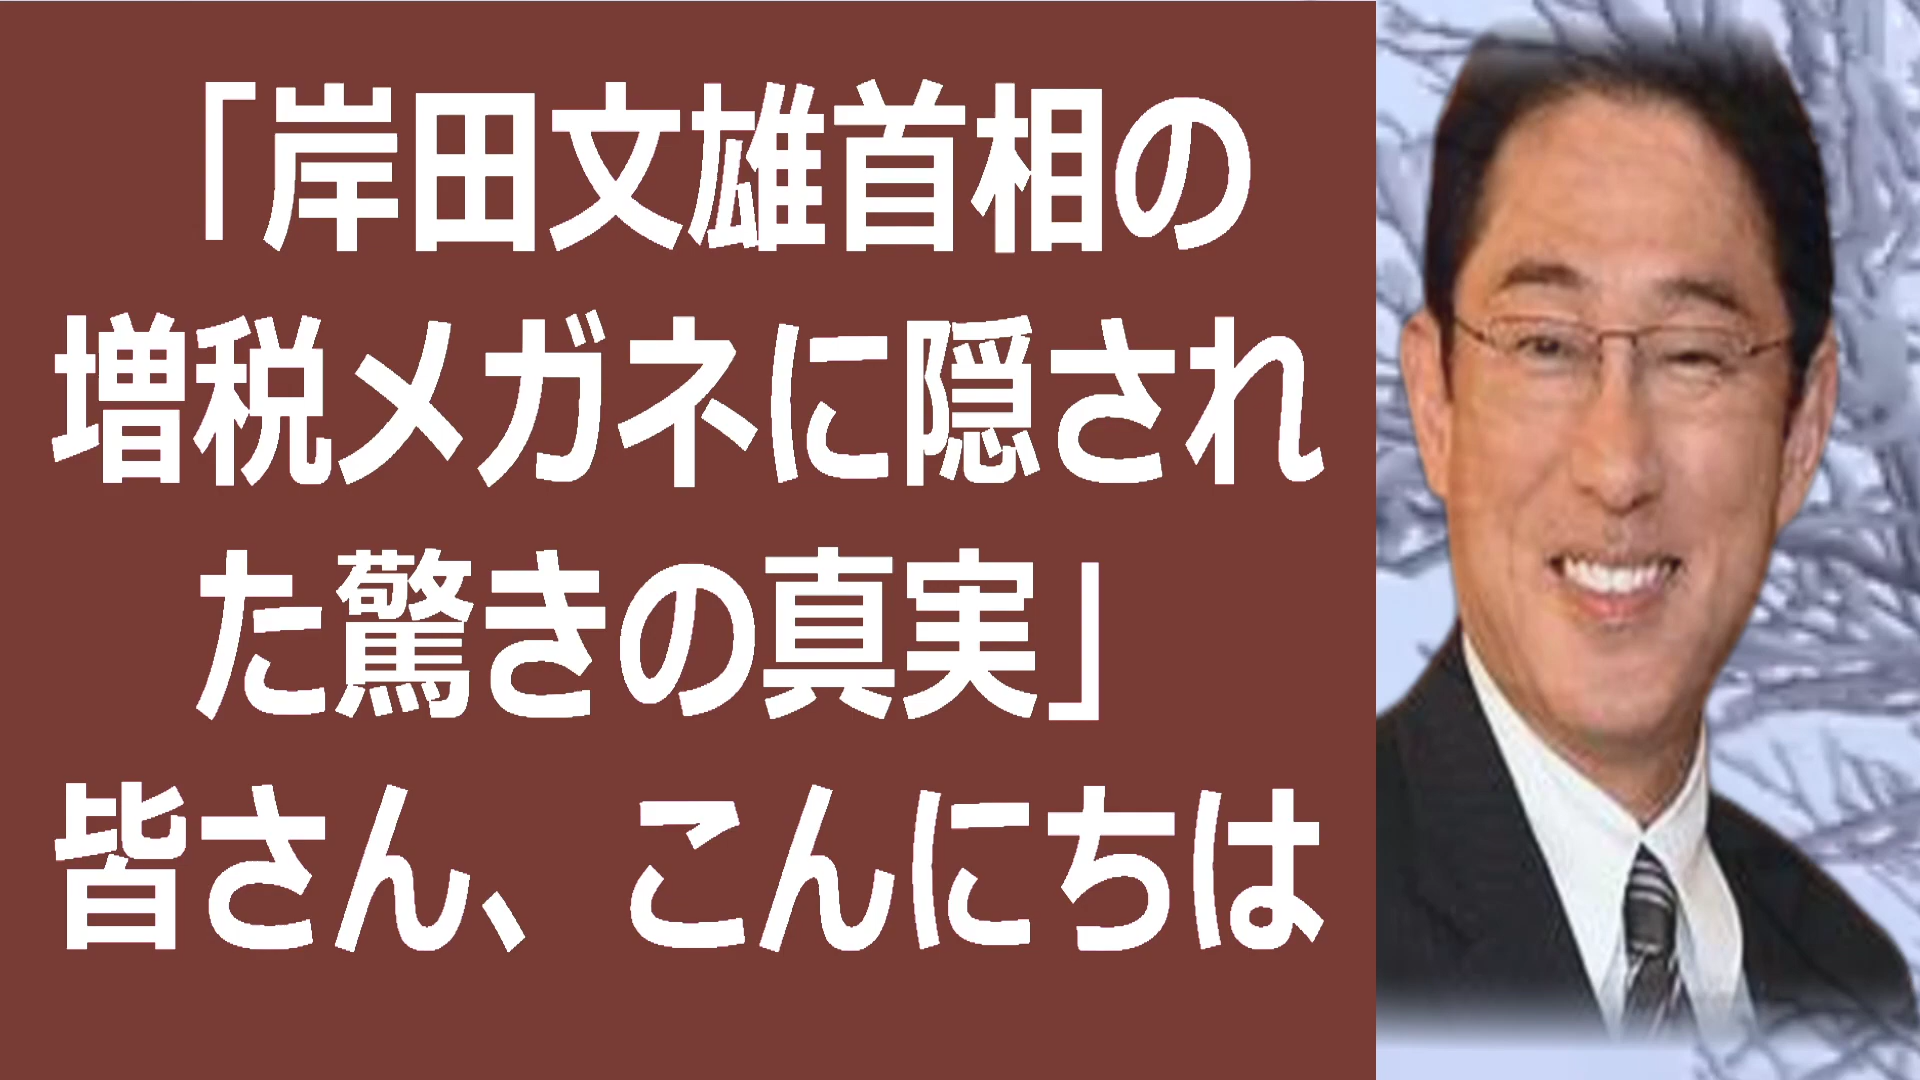 「岸田文雄首相の
増税メガネに隠され
た驚きの真実」
皆さん、こんにちは